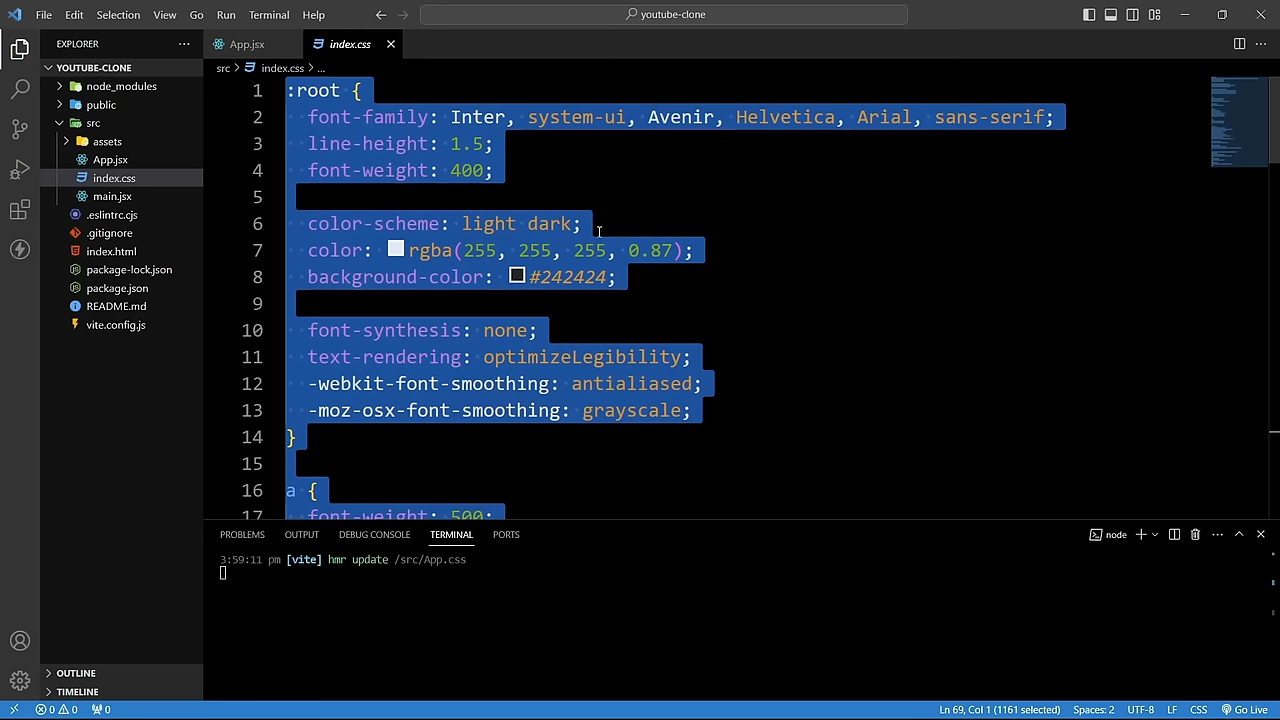 File Edit Selection View Go Run Terminal Help youtube-clone
EXPLORER
App.jsx index.css
YOUTUBE-CLONE
src > index.css > ...
node_modules
public
src
assets
App.jsx
index.css
main.jsx
.eslintrc.cjs
.gitignore
index.html
package-lock.json
package.json
README.md
vite.config.js
OUTLINE
TIMELINE
1 :root {
2 font-family: Inter, system-ui, Avenir, Helvetica, Arial, sans-serif;
3 line-height: 1.5;
4 font-weight: 400;
5
6 color-scheme: light dark;
7 color: rgba(255, 255, 255, 0.87);
8 background-color: #242424;
9
10 font-synthesis: none;
11 text-rendering: optimizeLegibility;
12 -webkit-font-smoothing: antialiased;
13 -moz-osx-font-smoothing: grayscale;
14 }
15
16 a {
17 font-weight: 500;
PROBLEMS OUTPUT DEBUG CONSOLE TERMINAL PORTS node
3:59:11 pm [vite] hmr update /src/App.css
0 0 0 Ln 69, Col 1 (1161 selected) Spaces: 2 UTF-8 LF CSS Go Live